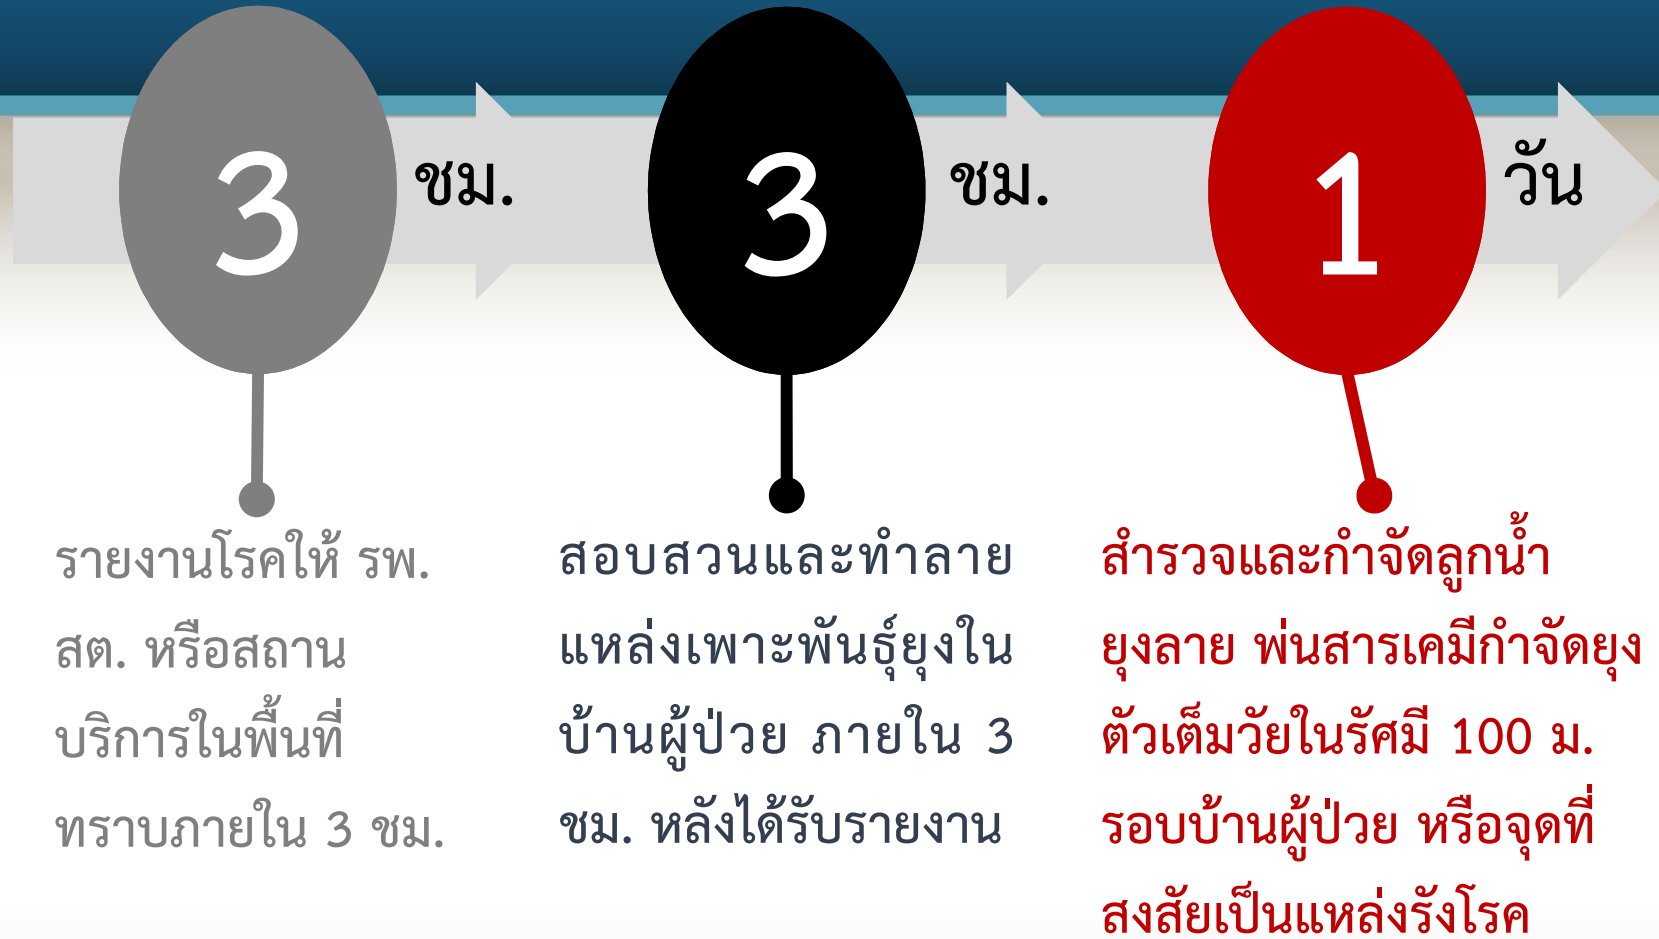 3 ชม.
3 ชม.
1 วัน
รายงานโรคให้ รพ.
สต. หรือสถาน
บริการในพื้นที่
ทราบภายใน 3 ชม.
สอบสวนและทำลาย
แหล่งเพาะพันธุ์ยุงใน
บ้านผู้ป่วย ภายใน 3
ชม. หลังได้รับรายงาน
สำรวจและกำจัดลูกน้ำ
ยุงลาย พ่นสารเคมีกำจัดยุง
ตัวเต็มวัยในรัศมี 100 ม.
รอบบ้านผู้ป่วย หรือจุดที่
สงสัยเป็นแหล่งรังโรค